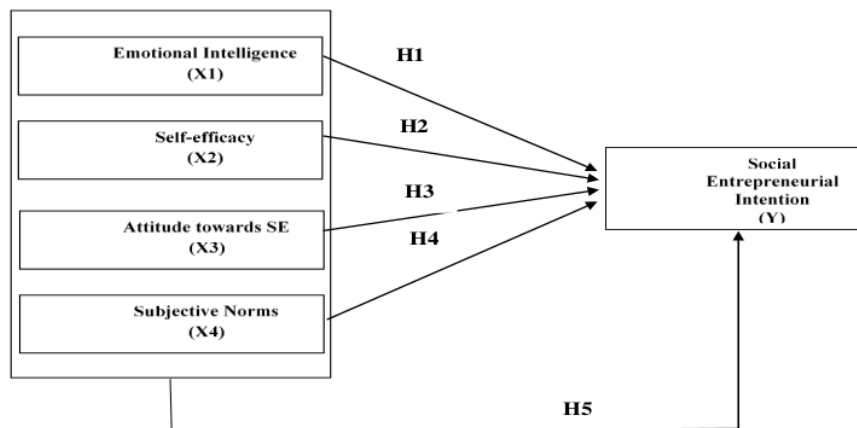 Emotional Intelligence
(X1)
H1
Self-efficacy
(X2)
H2
Attitude towards SE
(X3)
H3
Subjective Norms
(X4)
H4
Social
Entrepreneurial
Intention
(Y)
H5